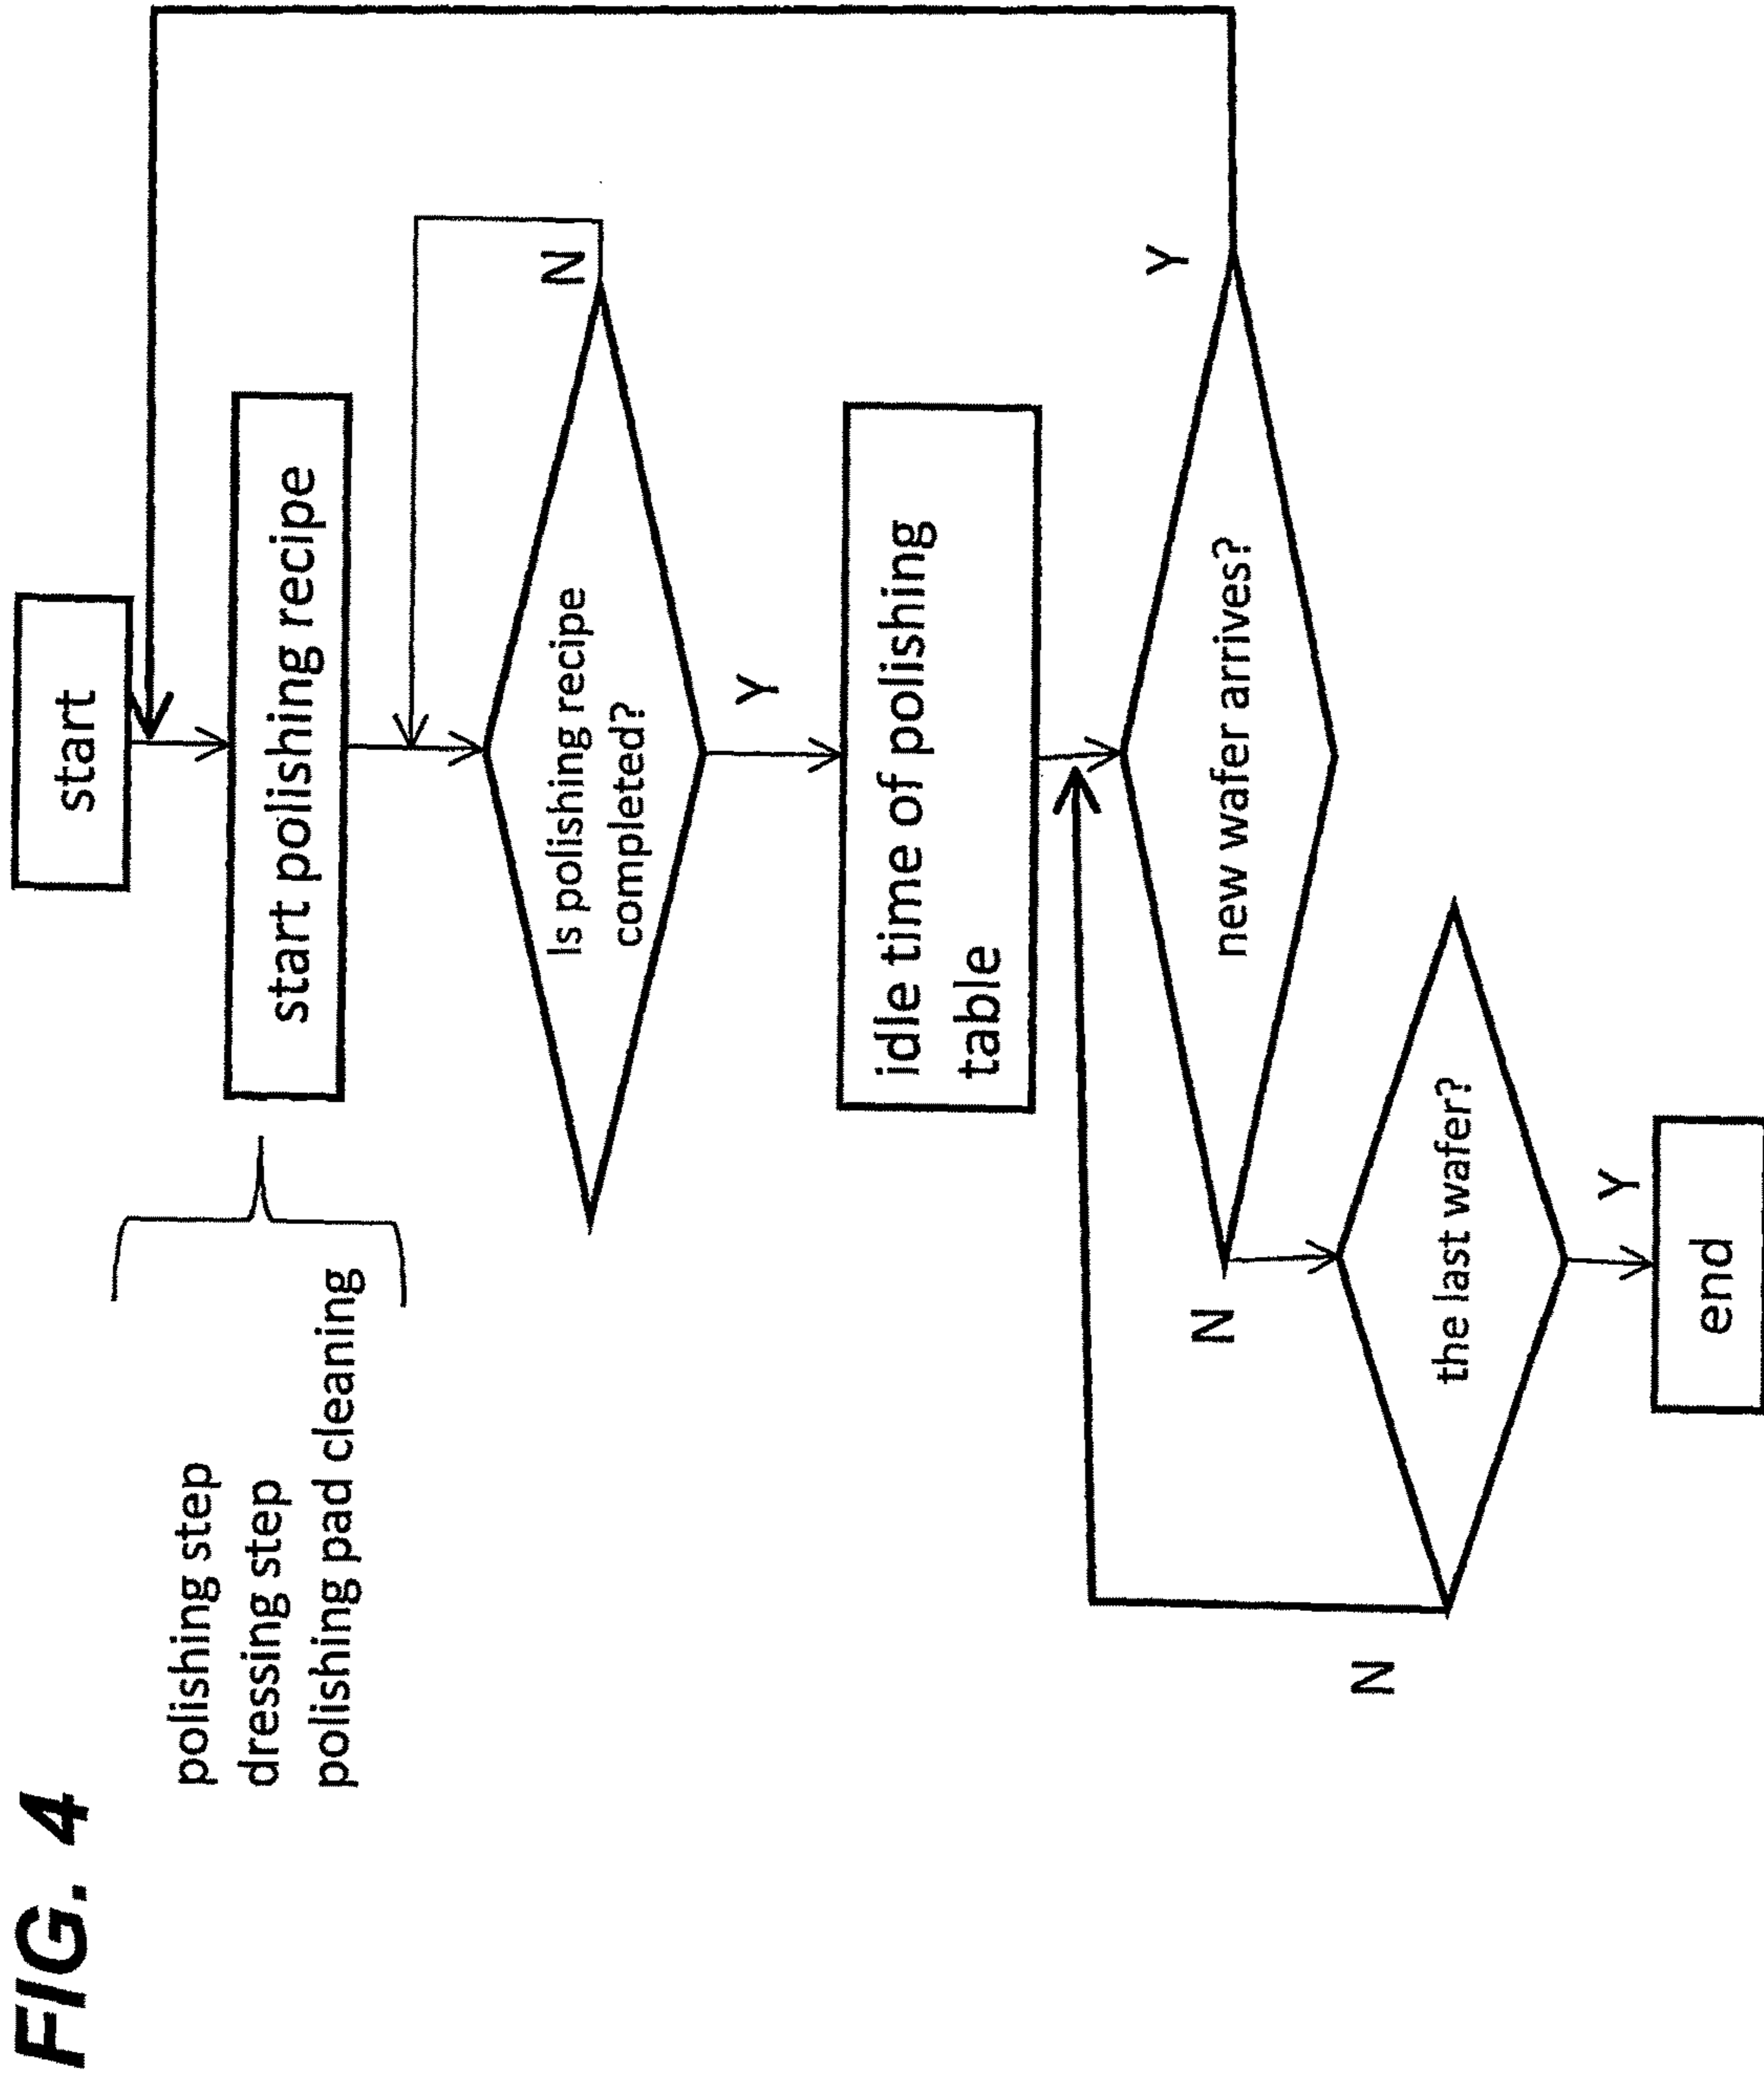 FIG. 4
start
polishing step
dressing step
polishing pad cleaning
start polishing recipe
Is polishing recipe
completed?
N
Y
idle time of polishing
table
new wafer arrives?
Y
N
the last wafer?
N
Y
end